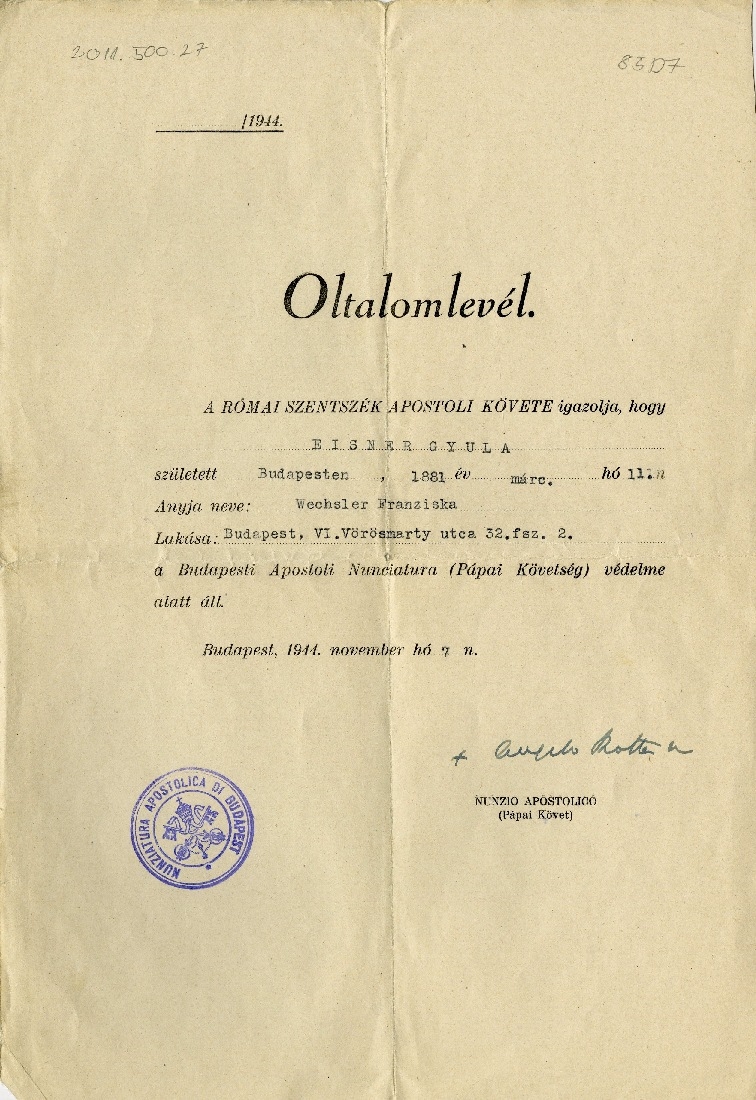 2011.500.27
83D7
/1944.
Oltalomlevél.
A RÓMAI SZENTSZÉK APOSTOLI KÖVETE igazolja, hogy
EISNER GYULA
született Budapesten, 1881 év márc. hó 11.n
Anyja neve: Wechsler Franziska
Lakása: Budapest, VI.Vörösmarty utca 32.fsz. 2.
a Budapesti Apostoli Nunciatura (Pápai Követség) védelme
alatt áll.
Budapest, 1944. november hó 7 n.
+ Angelo Rotta
NUNZIO APOSTOLICO
(Pápai Követ)
NUNZIATURA APOSTOLICA DI BUDAPEST